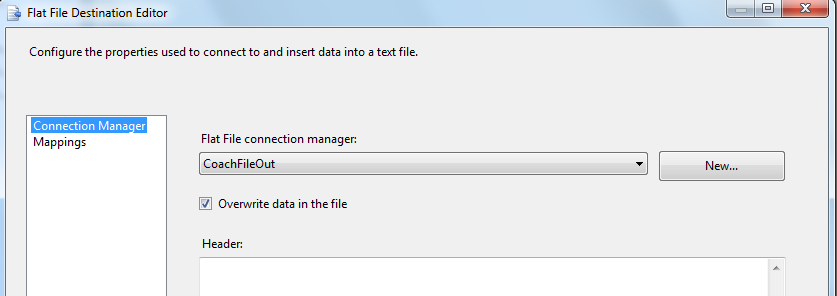 Flat File Destination Editor
Configure the properties used to connect to and insert data into a text file.
Connection Manager
Mappings
Flat File connection manager:
CoachFileOut
New...
Overwrite data in the file
Header: